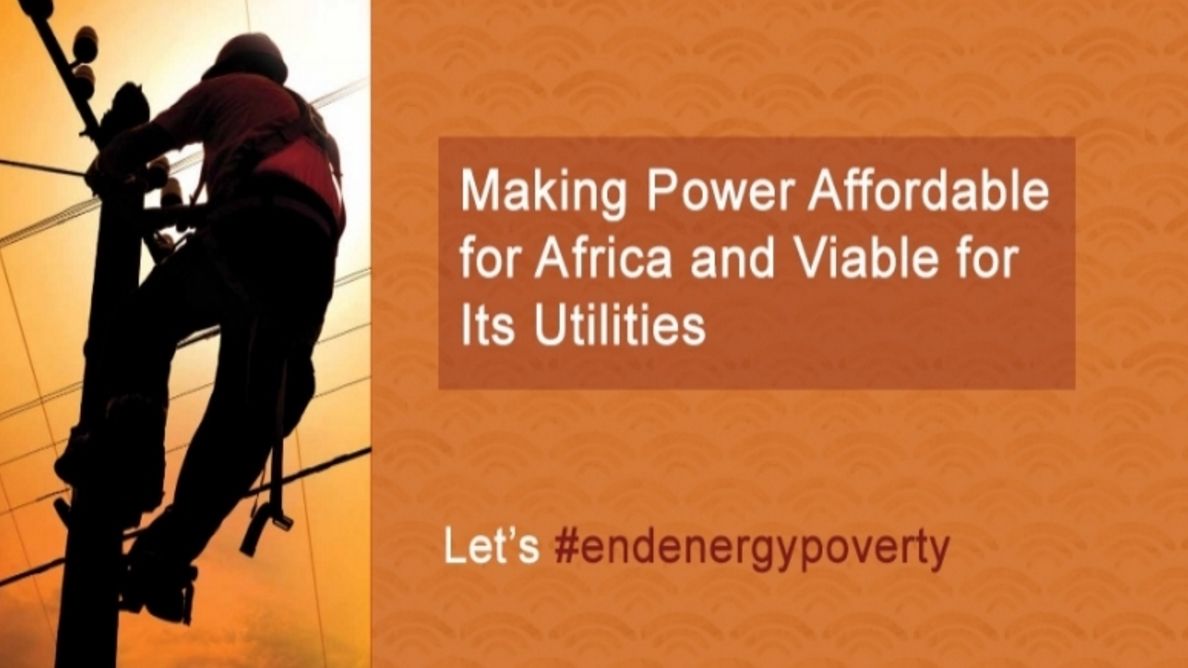 Making Power Affordable
for Africa and Viable for
Its Utilities
Let’s #endenergypoverty